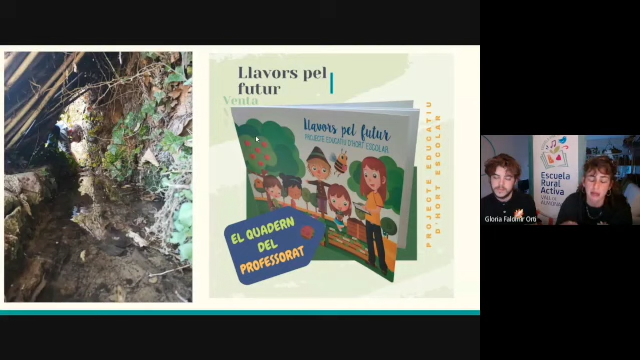 Llavors pel
futur
Venta
Llavors pel futur
PROJECTE EDUCATIU D'HORT ESCOLAR
EL QUADERN
DEL
PROFESSORAT
PROJECTE EDUCATIU
D'HORT ESCOLAR
Escuela
Rural
Activa
Gloria Falomir Orti